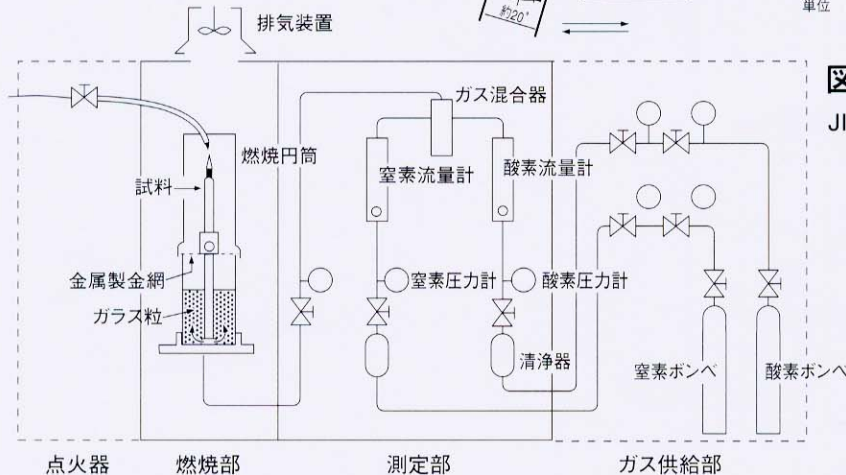 約20°
単位
排気装置
図
JI
ガス混合器
燃焼円筒
窒素流量計
酸素流量計
試料
金属製金網
ガラス粒
窒素圧力計
酸素圧力計
清浄器
窒素ボンベ
酸素ボンベ
点火器
燃焼部
測定部
ガス供給部